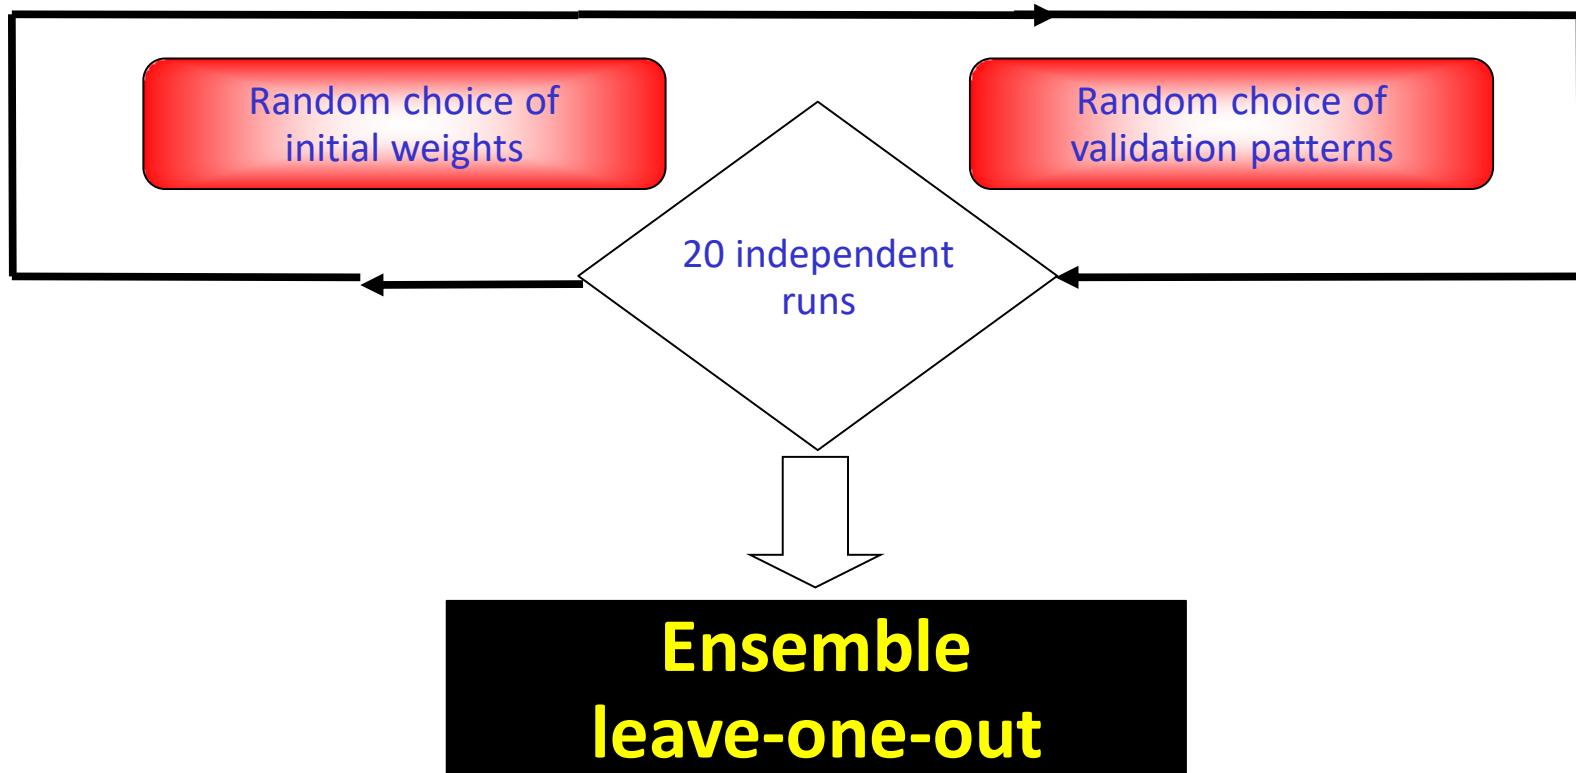 Random choice of
initial weights
Random choice of
validation patterns
20 independent
runs
Ensemble
leave-one-out